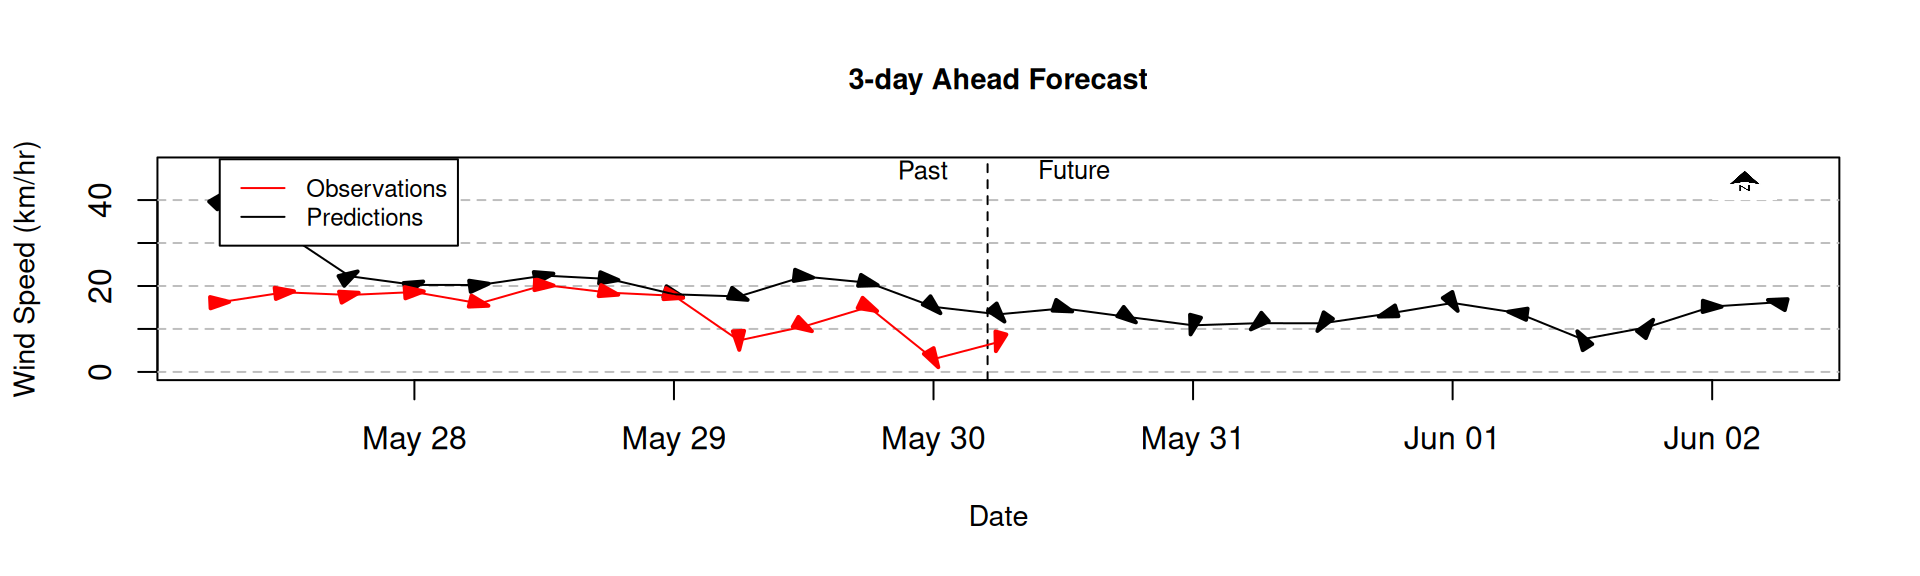 3-day Ahead Forecast
Wind Speed (km/hr)
40
20
0
Observations
Predictions
Past
Future
N
May 28
May 29
May 30
May 31
Jun 01
Jun 02
Date